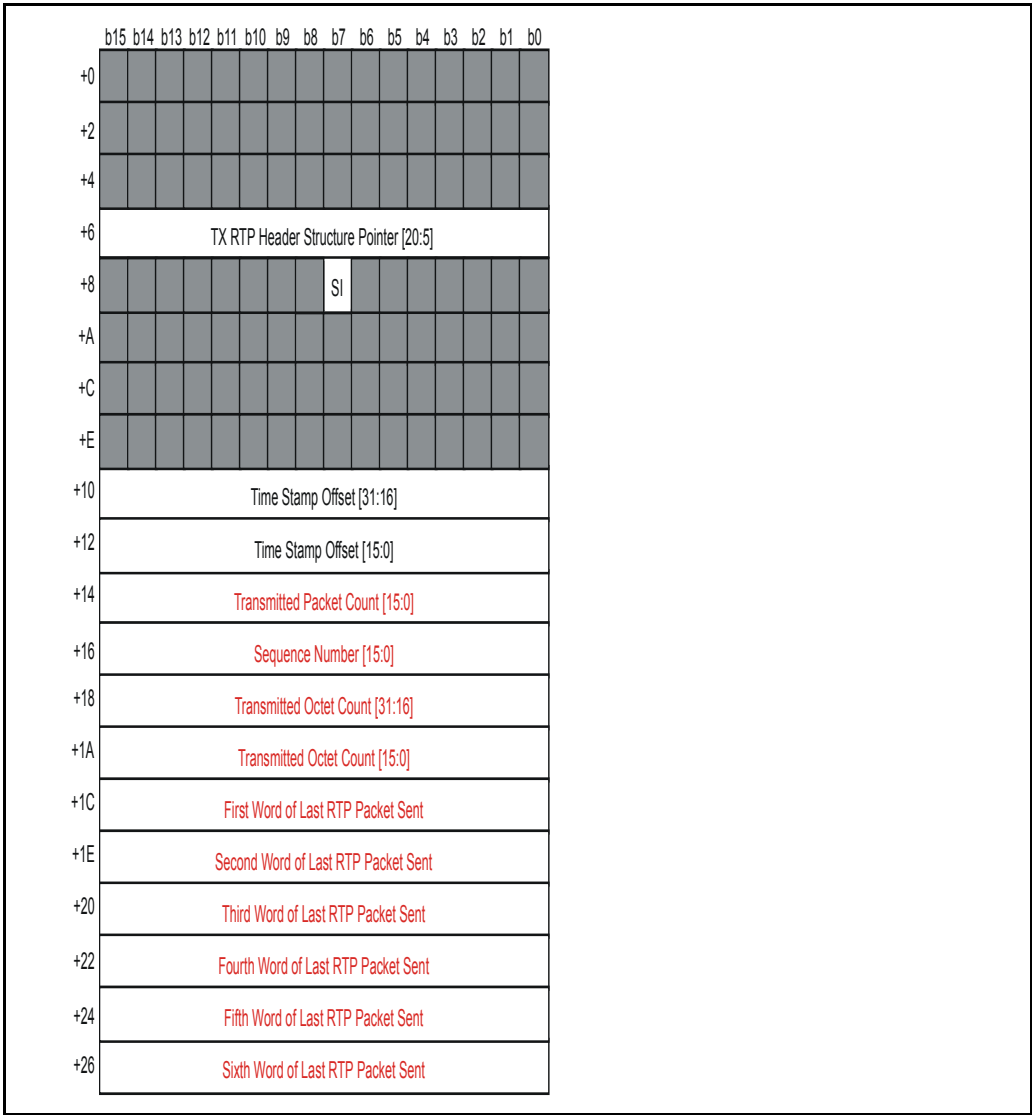 b15 b14 b13 b12 b11 b10 b9 b8 b7 b6 b5 b4 b3 b2 b1 b0
+0
+2
+4
+6 TX RTP Header Structure Pointer [20:5]
+8 SI
+A
+C
+E
+10 Time Stamp Offset [31:16]
+12 Time Stamp Offset [15:0]
+14 Transmitted Packet Count [15:0]
+16 Sequence Number [15:0]
+18 Transmitted Octet Count [31:16]
+1A Transmitted Octet Count [15:0]
+1C First Word of Last RTP Packet Sent
+1E Second Word of Last RTP Packet Sent
+20 Third Word of Last RTP Packet Sent
+22 Fourth Word of Last RTP Packet Sent
+24 Fifth Word of Last RTP Packet Sent
+26 Sixth Word of Last RTP Packet Sent